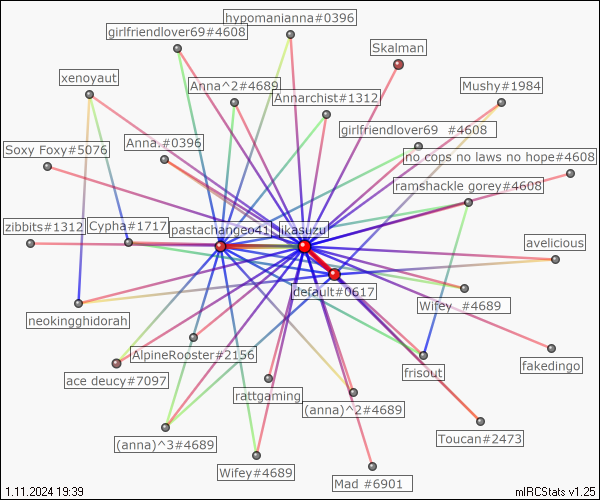 hypomanianna#0396
girlfriendlover69#4608
Skalman
xenoyaut
Anna^2#4689
Mushy#1984
Annarchist#1312
girlfriendlover69 #4608
Soxy Foxy#5076
Anna.#0396
no cops no laws no hope#4608
ramshackle gorey#4608
zibbits#1312
Cypha#1717
pastachangeo41
likasuzu
avelicious
default#0617
neokingghidorah
Wifey #4689
AlpineRooster#2156
fakedingo
ace deucy#7097
frisout
rattgaming
(anna)^2#4689
(anna)^3#4689
Toucan#2473
Wifey#4689
Mad #6901
1.11.2024 19:39
mIRCStats v1.25